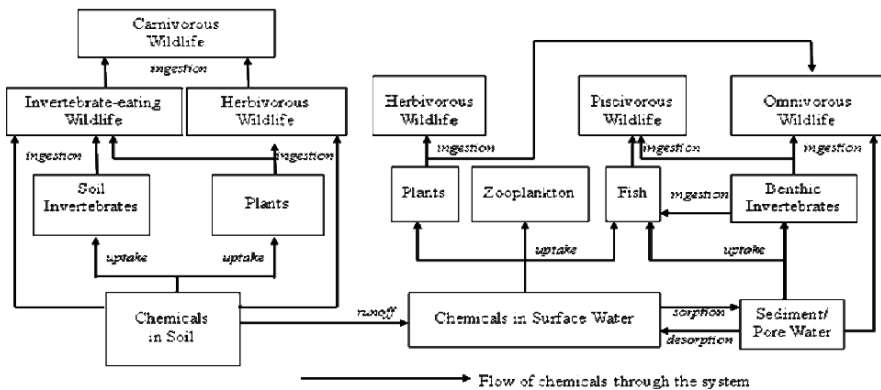 Carnivorous
Wildlife
ingestion
Invertebrate-eating
Wildlife
Herbivorous
Wildlife
ingestion
ingestion
Soil
Invertebrates
Plants
uptake
uptake
Chemicals
in Soil
runoff
Herbivorous
Wildlife
Piscivorous
Wildlife
Omnivorous
Wildlife
ingestion
ingestion
ingestion
Plants
Zooplankton
Fish
ingestion
Benthic
Invertebrates
uptake
uptake
Chemicals in Surface Water
sorption
desorption
Sediment/
Pore Water
Flow of chemicals through the system